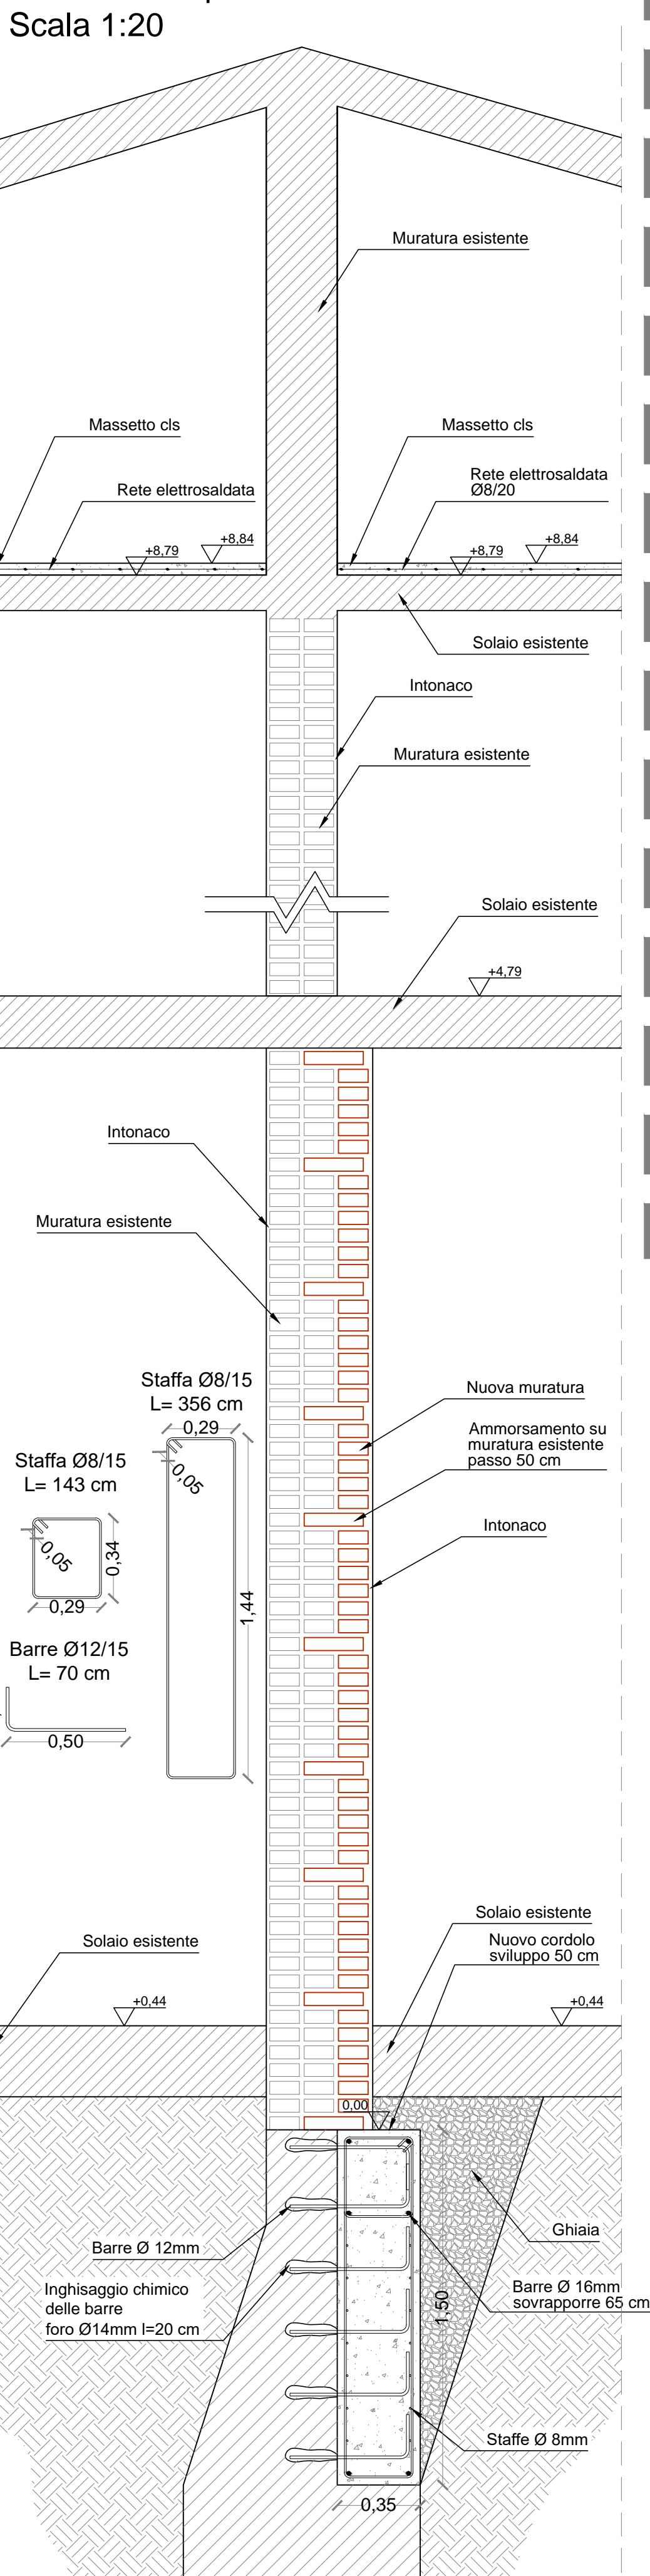 Scala 1:20
Muratura esistente
Massetto cls
Massetto cls
Rete elettrosaldata
Rete elettrosaldata
Ø8/20
+8,79
+8,84
+8,79
+8,84
Solaio esistente
Intonaco
Muratura esistente
Solaio esistente
+4,79
Intonaco
Muratura esistente
Staffa Ø8/15
L= 356 cm
0,29
0,05
1,44
Staffa Ø8/15
L= 143 cm
0,05
0,34
0,29
Barre Ø12/15
L= 70 cm
0,50
Nuova muratura
Ammorsamento su
muratura esistente
passo 50 cm
Intonaco
Solaio esistente
Nuovo cordolo
sviluppo 50 cm
Solaio esistente
+0,44
+0,44
0,00
Barre Ø 12mm
Inghisaggio chimico
delle barre
foro Ø14mm l=20 cm
Ghiaia
Barre Ø 16mm
sovrapporre 65 cm
1,50
Staffe Ø 8mm
0,35